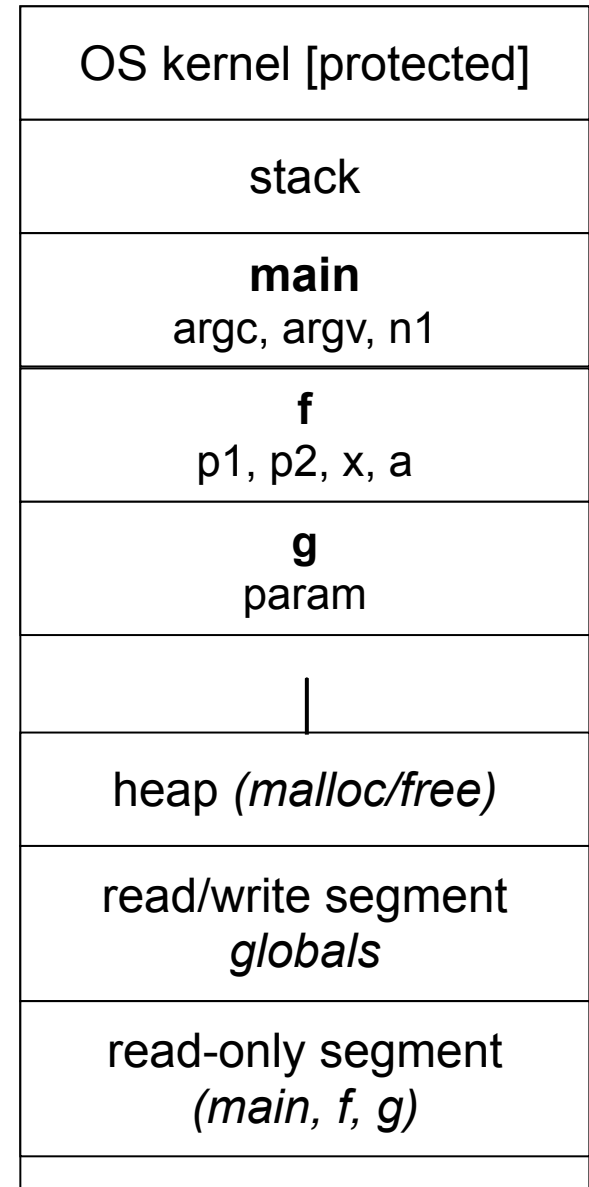 OS kernel [protected]
stack
main
argc, argv, n1
f
p1, p2, x, a
g
param
heap (malloc/free)
read/write segment
globals
read-only segment
(main, f, g)